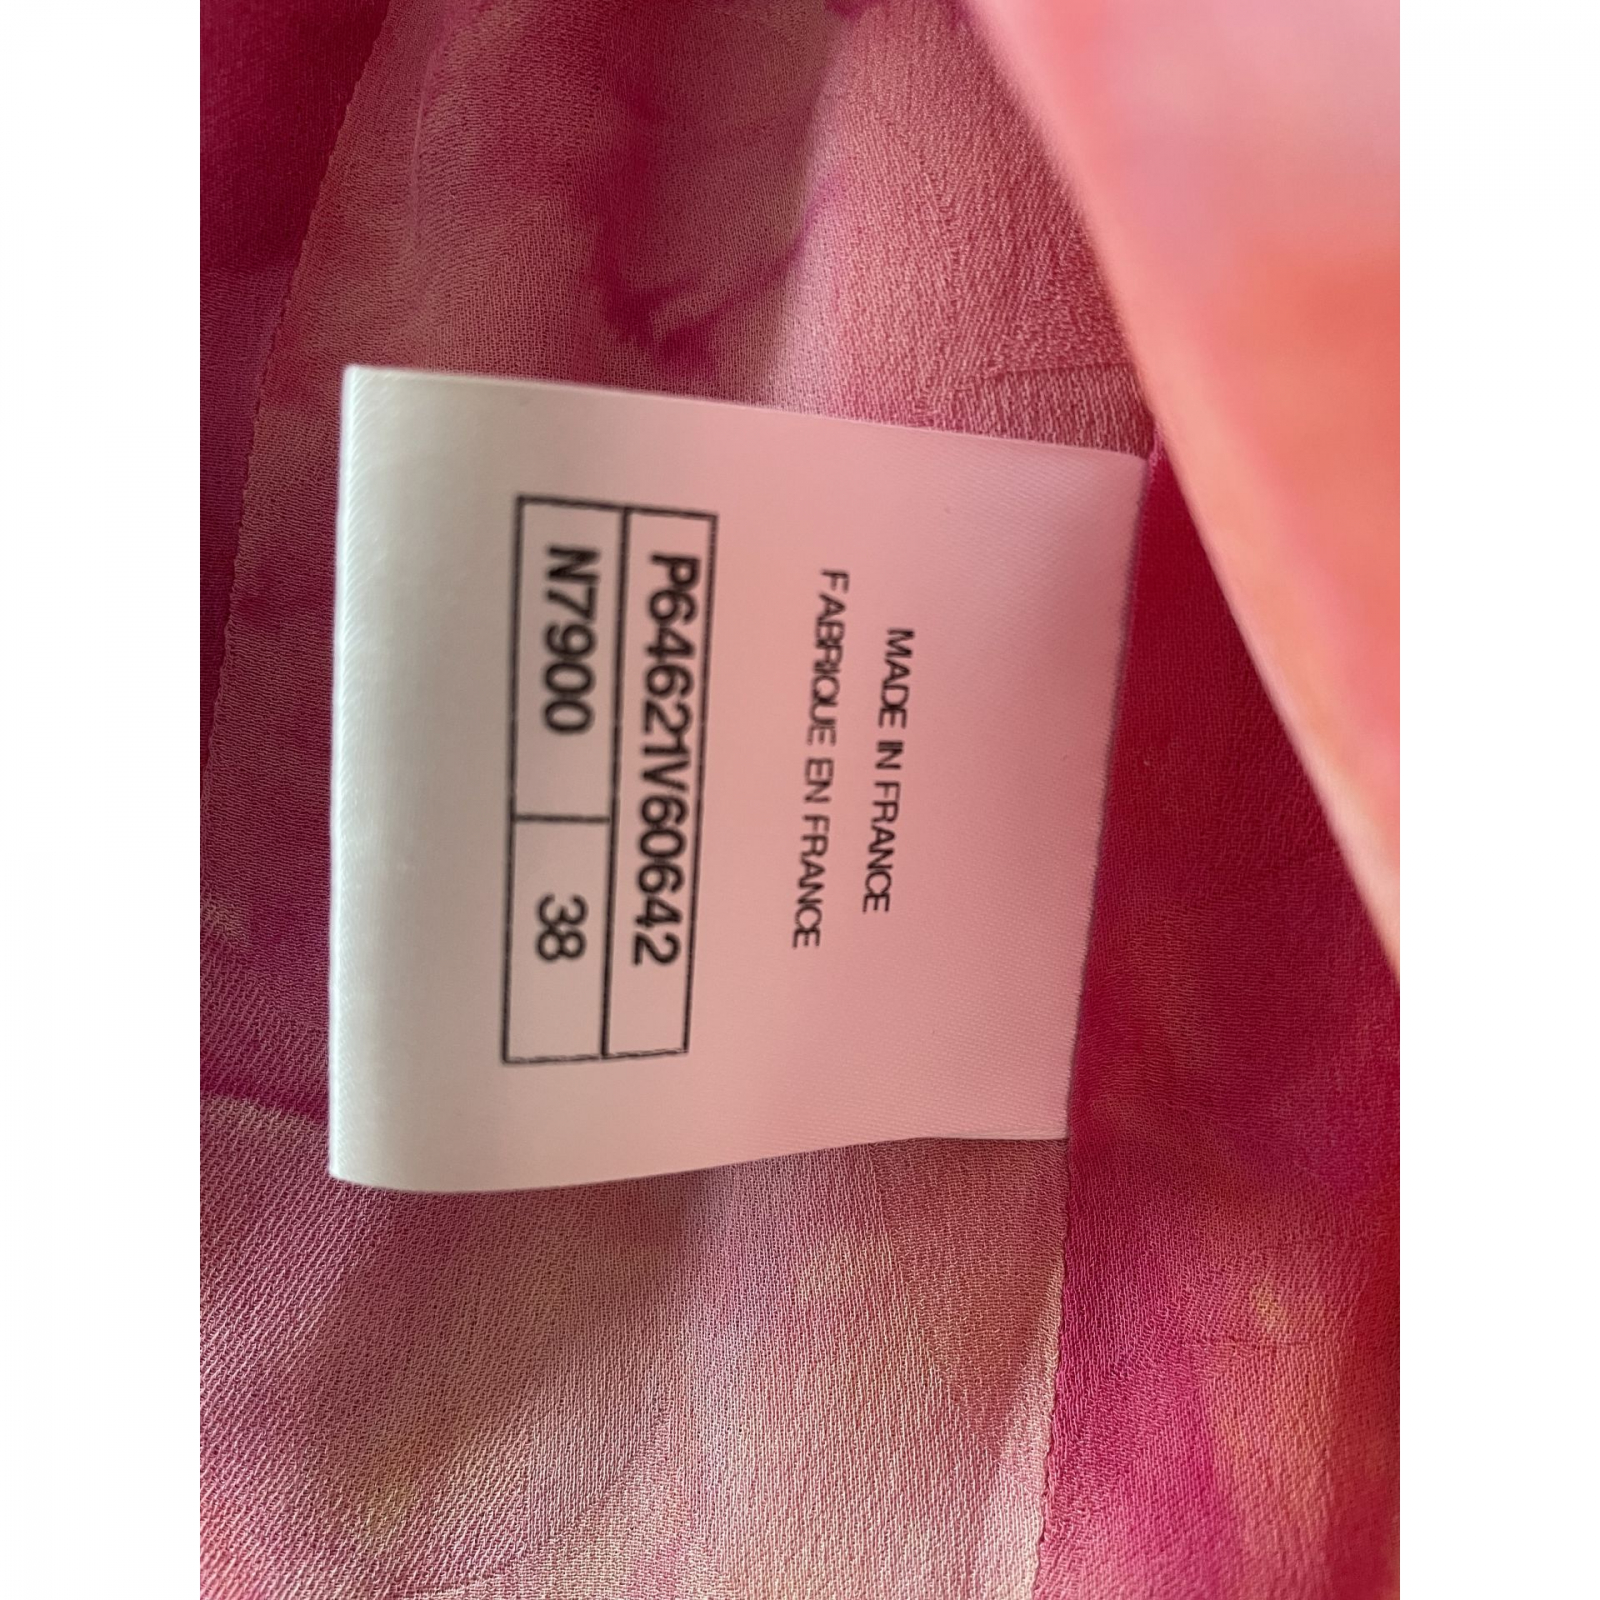 MADE IN FRANCE
FABRIQUE EN FRANCE
P64621V60642
N7900 38